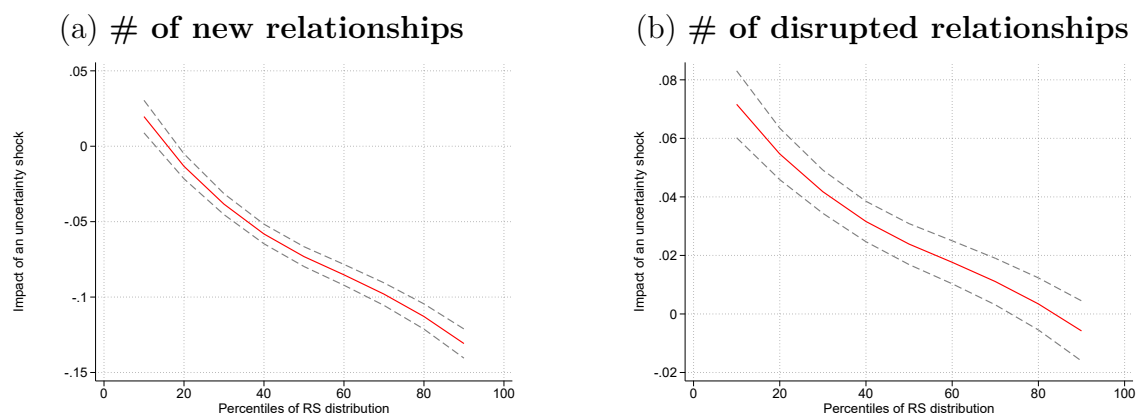 (a) # of new relationships
.05
0
-.05
-.1
-.15
Impact of an uncertainty shock
0 20 40 60 80 100
Percentiles of RS distribution
(b) # of disrupted relationships
.08
.06
.04
.02
0
-.02
Impact of an uncertainty shock
0 20 40 60 80 100
Percentiles of RS distribution